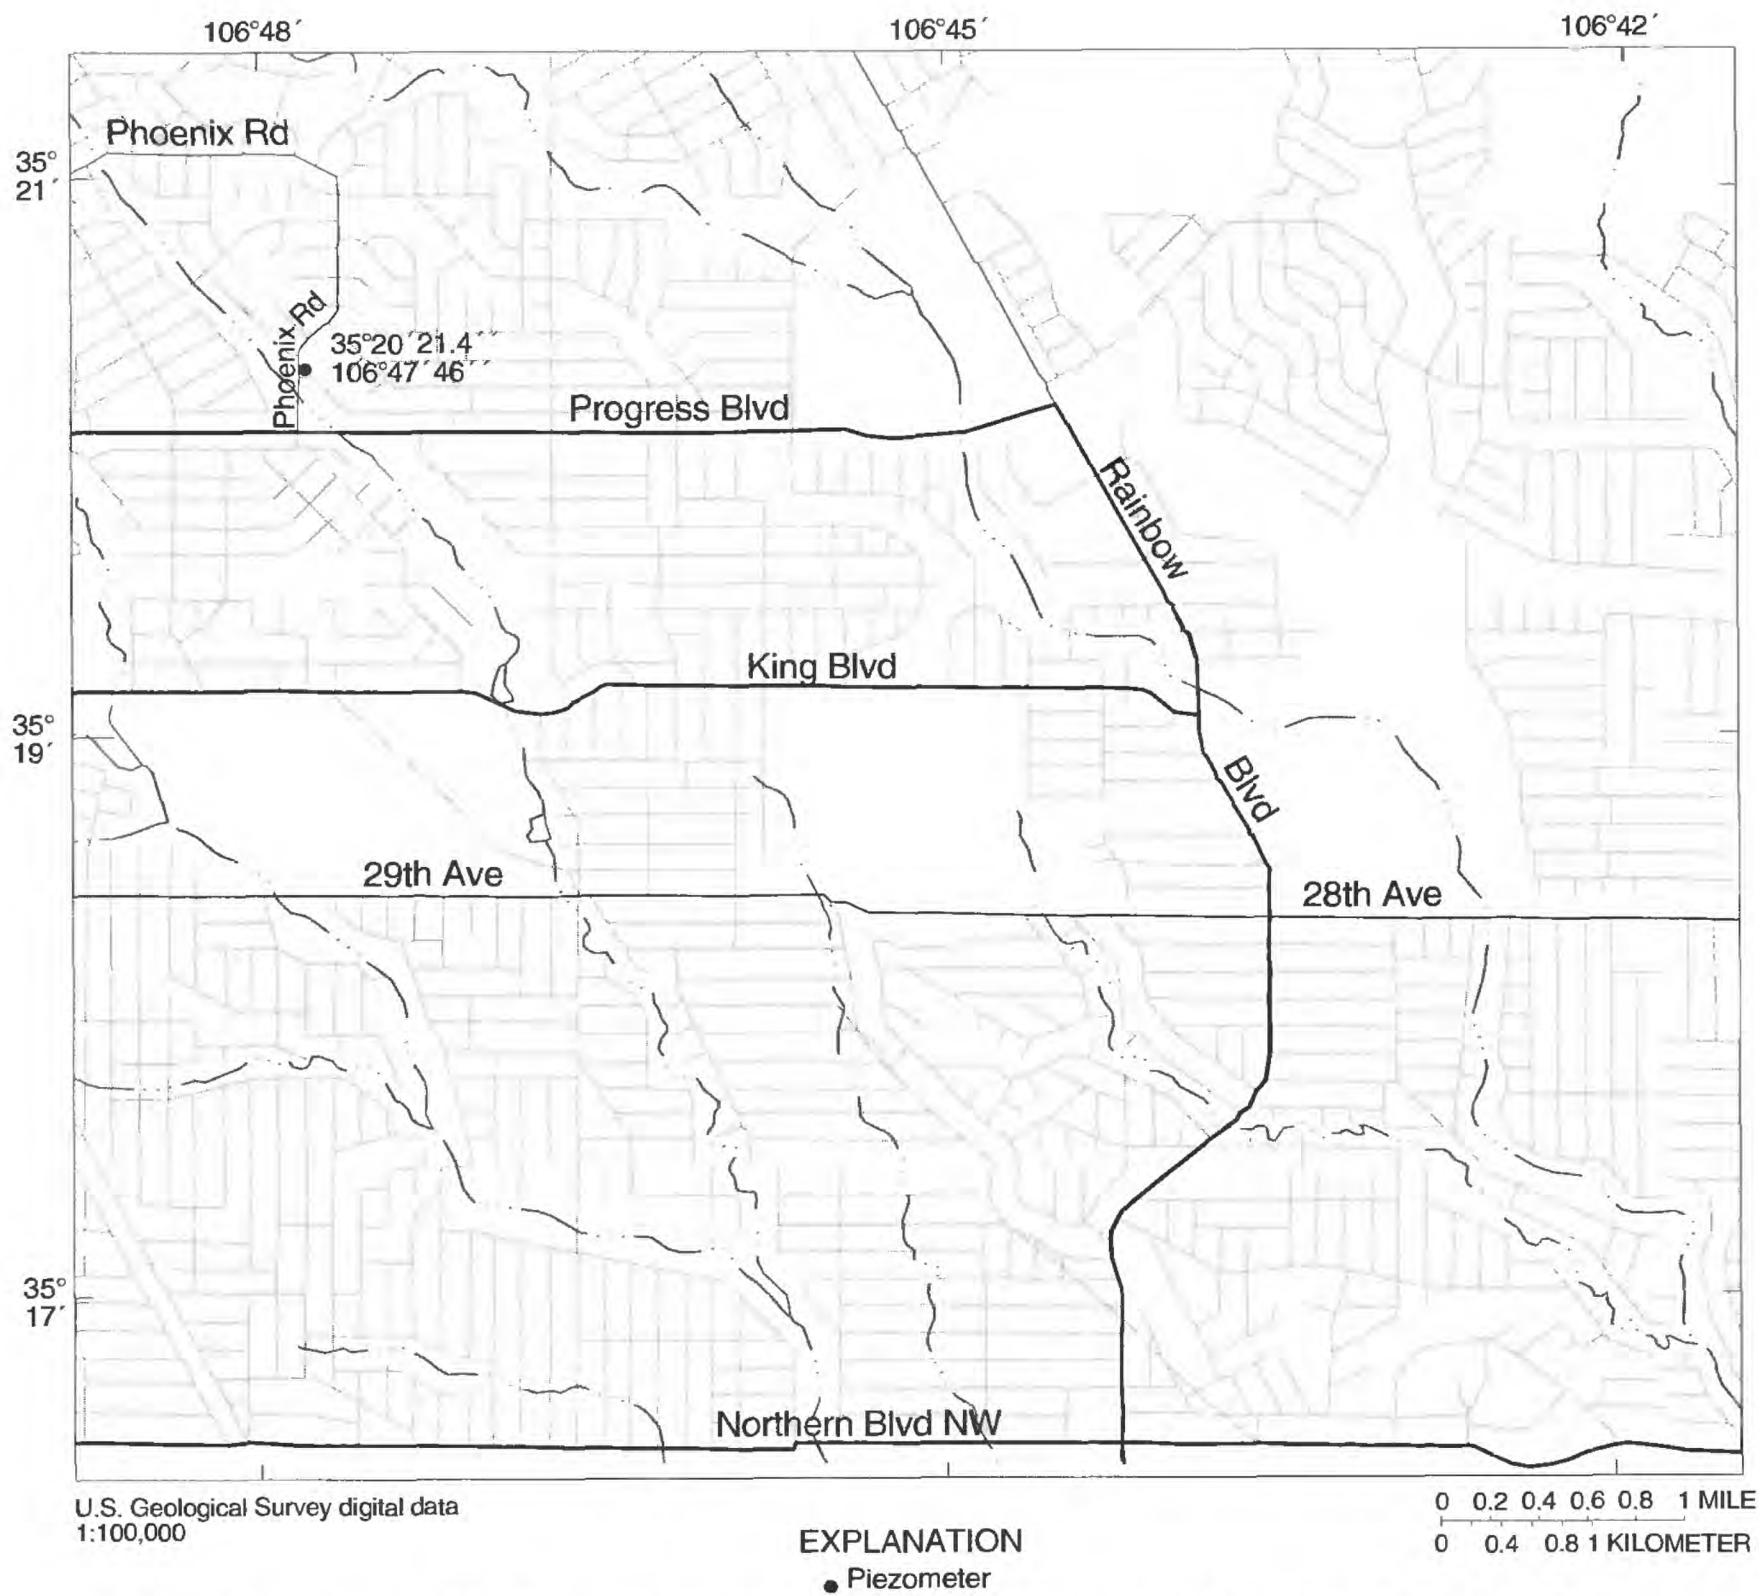 106°48´ 106°45´ 106°42´
Phoenix Rd
35°
21´
Phoenix Rd
35°20´21.4´´
106°47´46´´
Progress Blvd
Rainbow
King Blvd
35°
19´
Blvd
29th Ave
28th Ave
35°
17´
Northern Blvd NW
U.S. Geological Survey digital data
1:100,000
0 0.2 0.4 0.6 0.8 1 MILE
0 0.4 0.8 1 KILOMETER
EXPLANATION
Piezometer